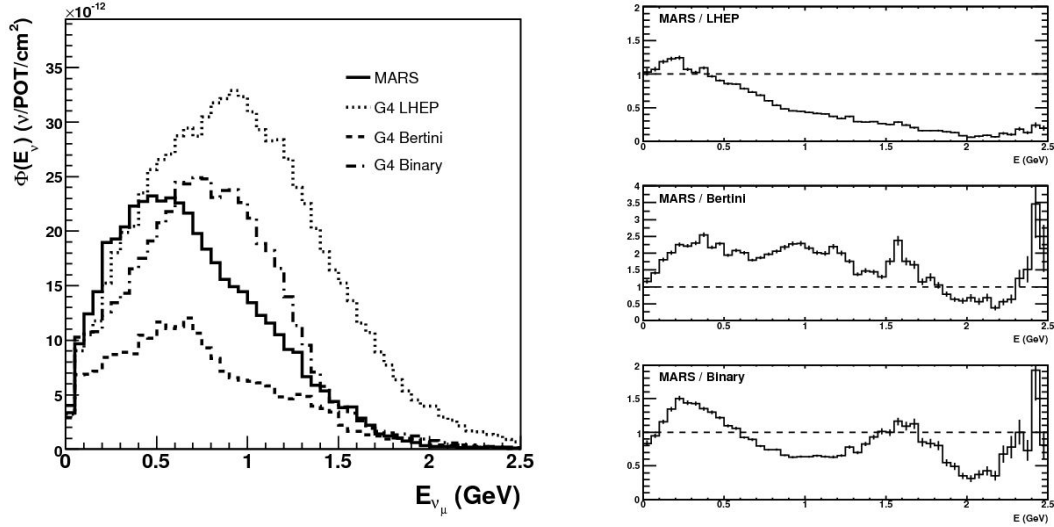 ×10⁻¹²
Φ(E_ν) (ν/POT/cm²)
35
30
25
20
15
10
5
0
MARS
G4 LHEP
G4 Bertini
G4 Binary
0 0.5 1 1.5 2 2.5
E_νμ (GeV)
MARS / LHEP
2
1.5
1
0.5
0
0 0.5 1 1.5 2 2.5
E (GeV)
MARS / Bertini
4
3.5
3
2.5
2
1.5
1
0.5
0 0.5 1 1.5 2 2.5
E (GeV)
MARS / Binary
2
1.5
1
0.5
0
0 0.5 1 1.5 2 2.5
E (GeV)